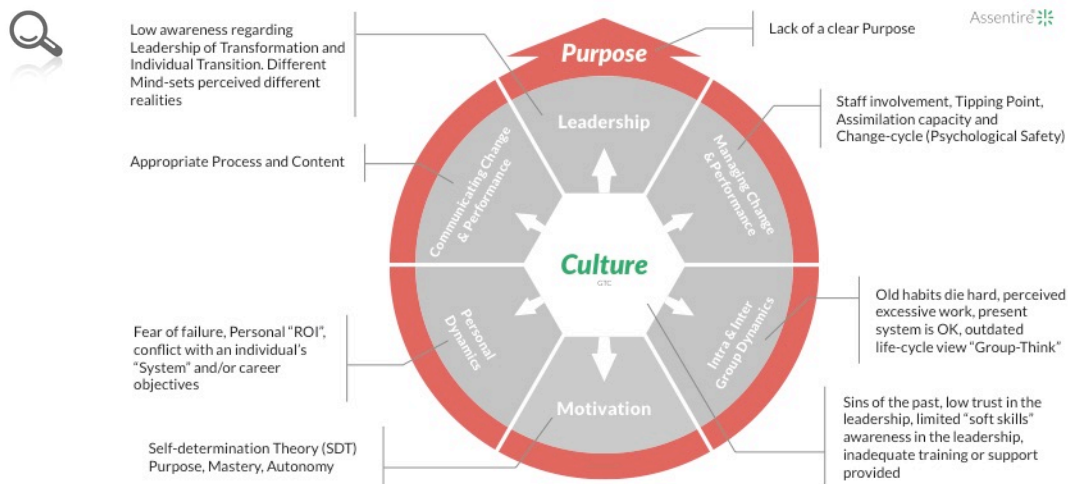 Assentire®
Low awareness regarding
Leadership of Transformation and
Individual Transition. Different
Mind-sets perceived different
realities
Purpose
Lack of a clear Purpose
Leadership
Staff involvement, Tipping Point,
Assimilation capacity and
Change-cycle (Psychological Safety)
Appropriate Process and Content
Communicating Change
& Performance
Managing Change
& Performance
Culture
GTC
Fear of failure, Personal "ROI",
conflict with an individual's
"System" and/or career
objectives
Personal
Dynamics
Intra & Inter
Group Dynamics
Old habits die hard, perceived
excessive work, present
system is OK, outdated
life-cycle view "Group-Think"
Motivation
Self-determination Theory (SDT)
Purpose, Mastery, Autonomy
Sins of the past, low trust in the
leadership, limited "soft skills"
awareness in the leadership,
inadequate training or support
provided